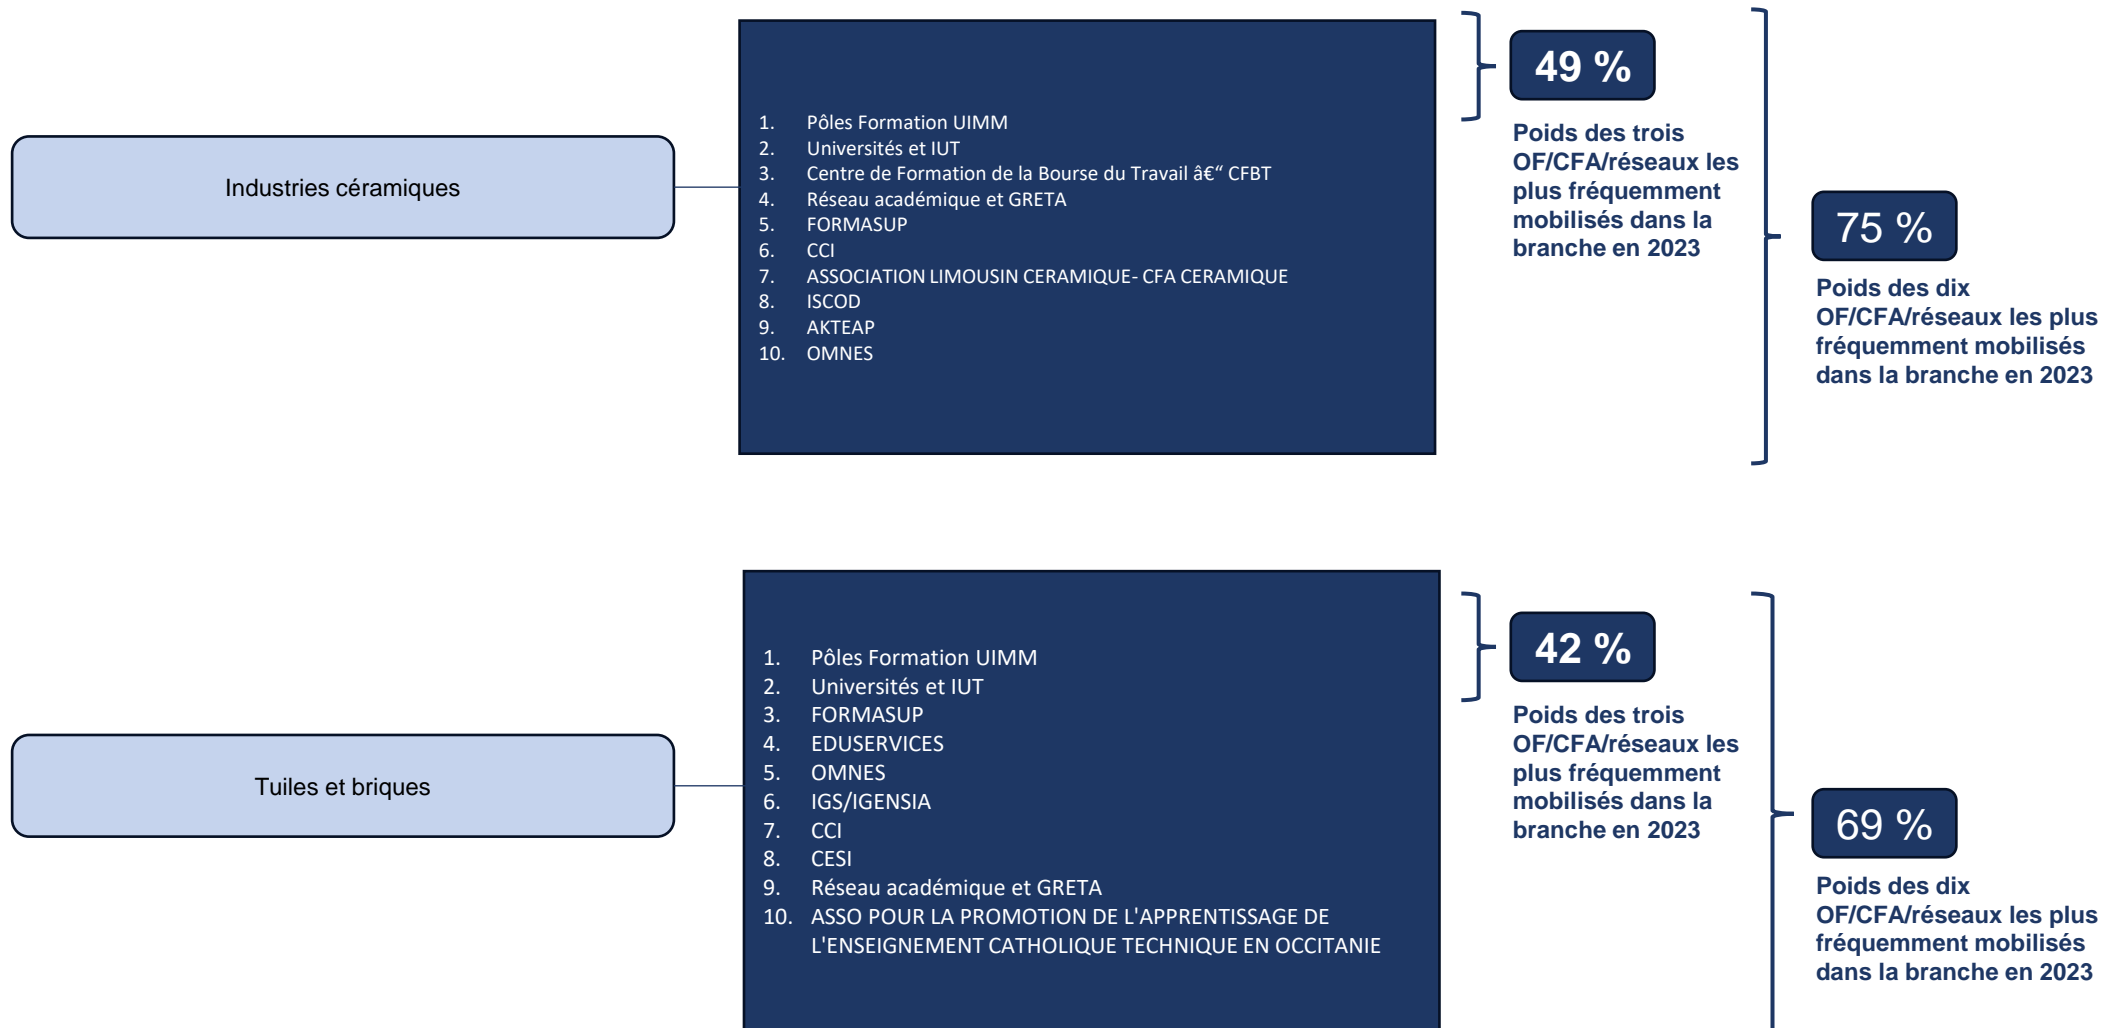 Industries céramiques
1. Pôles Formation UIMM
2. Universités et IUT
3. Centre de Formation de la Bourse du Travail â€“ CFBT
4. Réseau académique et GRETA
5. FORMASUP
6. CCI
7. ASSOCIATION LIMOUSIN CERAMIQUE- CFA CERAMIQUE
8. ISCOD
9. AKTEAP
10. OMNES
49 %
Poids des trois
OF/CFA/réseaux les
plus fréquemment
mobilisés dans la
branche en 2023
75 %
Poids des dix
OF/CFA/réseaux les plus
fréquemment mobilisés
dans la branche en 2023
Tuiles et briques
1. Pôles Formation UIMM
2. Universités et IUT
3. FORMASUP
4. EDUSERVICES
5. OMNES
6. IGS/IGENSIA
7. CCI
8. CESI
9. Réseau académique et GRETA
10. ASSO POUR LA PROMOTION DE L'APPRENTISSAGE DE
L'ENSEIGNEMENT CATHOLIQUE TECHNIQUE EN OCCITANIE
42 %
Poids des trois
OF/CFA/réseaux les
plus fréquemment
mobilisés dans la
branche en 2023
69 %
Poids des dix
OF/CFA/réseaux les plus
fréquemment mobilisés
dans la branche en 2023